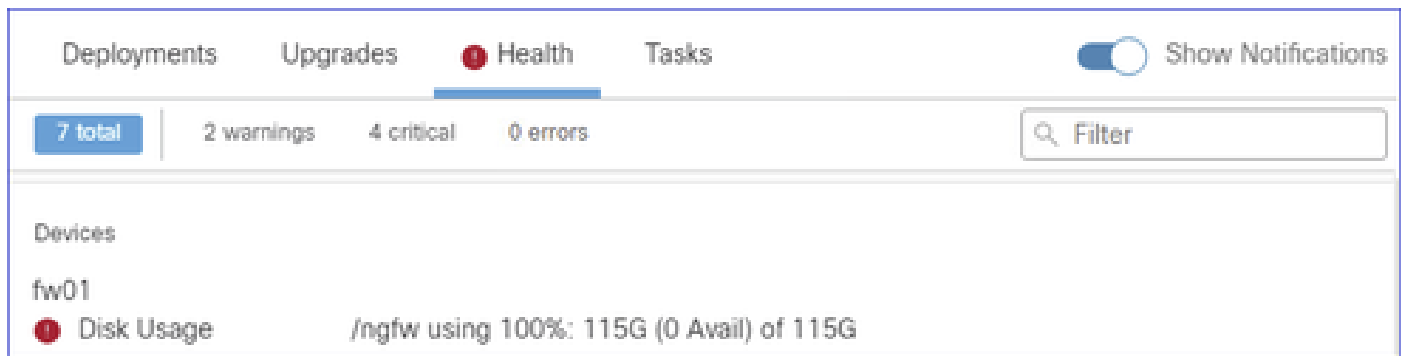 Deployments Upgrades Health Tasks Show Notifications
7 total 2 warnings 4 critical 0 errors Filter
Devices
fw01
Disk Usage /ngfw using 100%: 115G (0 Avail) of 115G